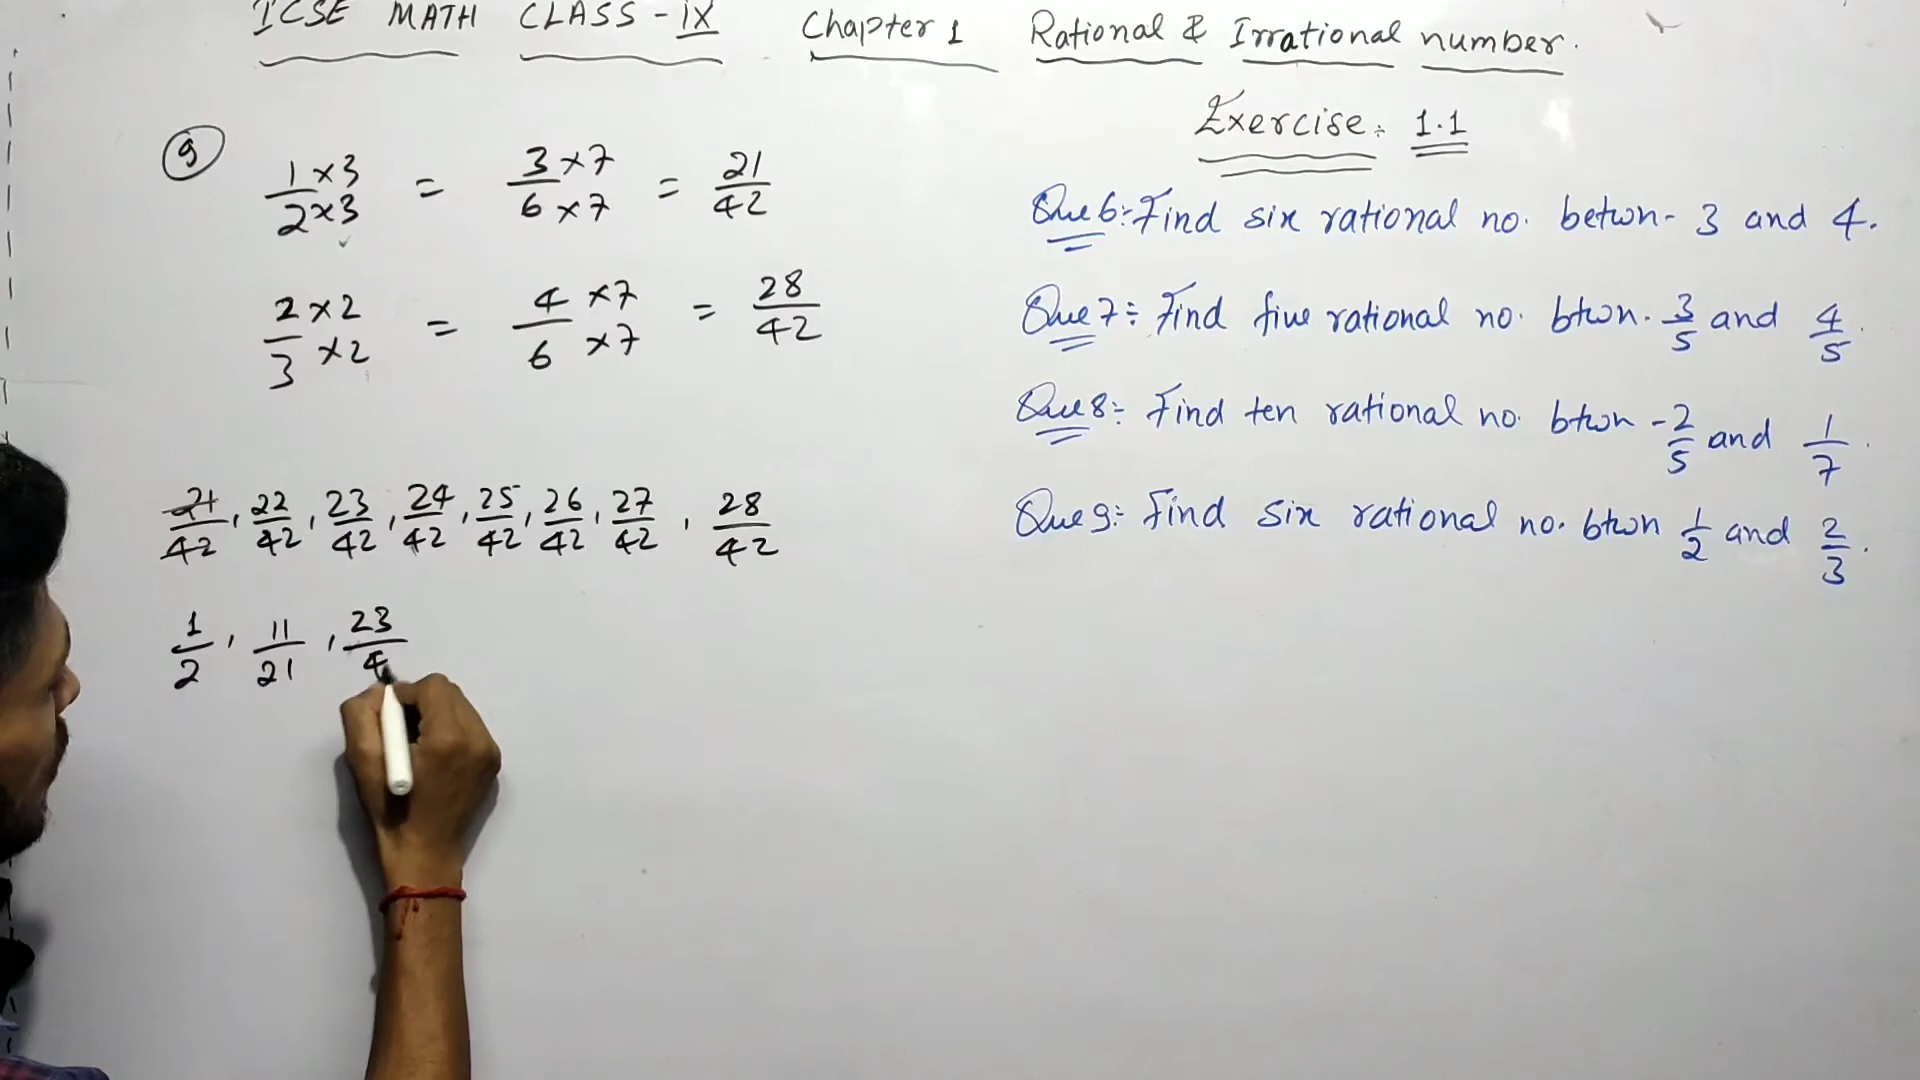 ICSE MATH CLASS - IX Chapter 1 Rational & Irrational number.
Exercise: 1.1
9
1×3/2×3 = 3×7/6×7 = 21/42
2×2/3×2 = 4×7/6×7 = 28/42
21/42, 22/42, 23/42, 24/42, 25/42, 26/42, 27/42, 28/42
1/2, 11/21, 23/4
Que 6:- Find six rational no. betwn- 3 and 4.
Que 7:- Find five rational no. btwn. 3/5 and 4/5.
Que 8:- Find ten rational no. btwn -2/5 and 1/7.
Que 9:- Find six rational no. btwn 1/2 and 2/3.